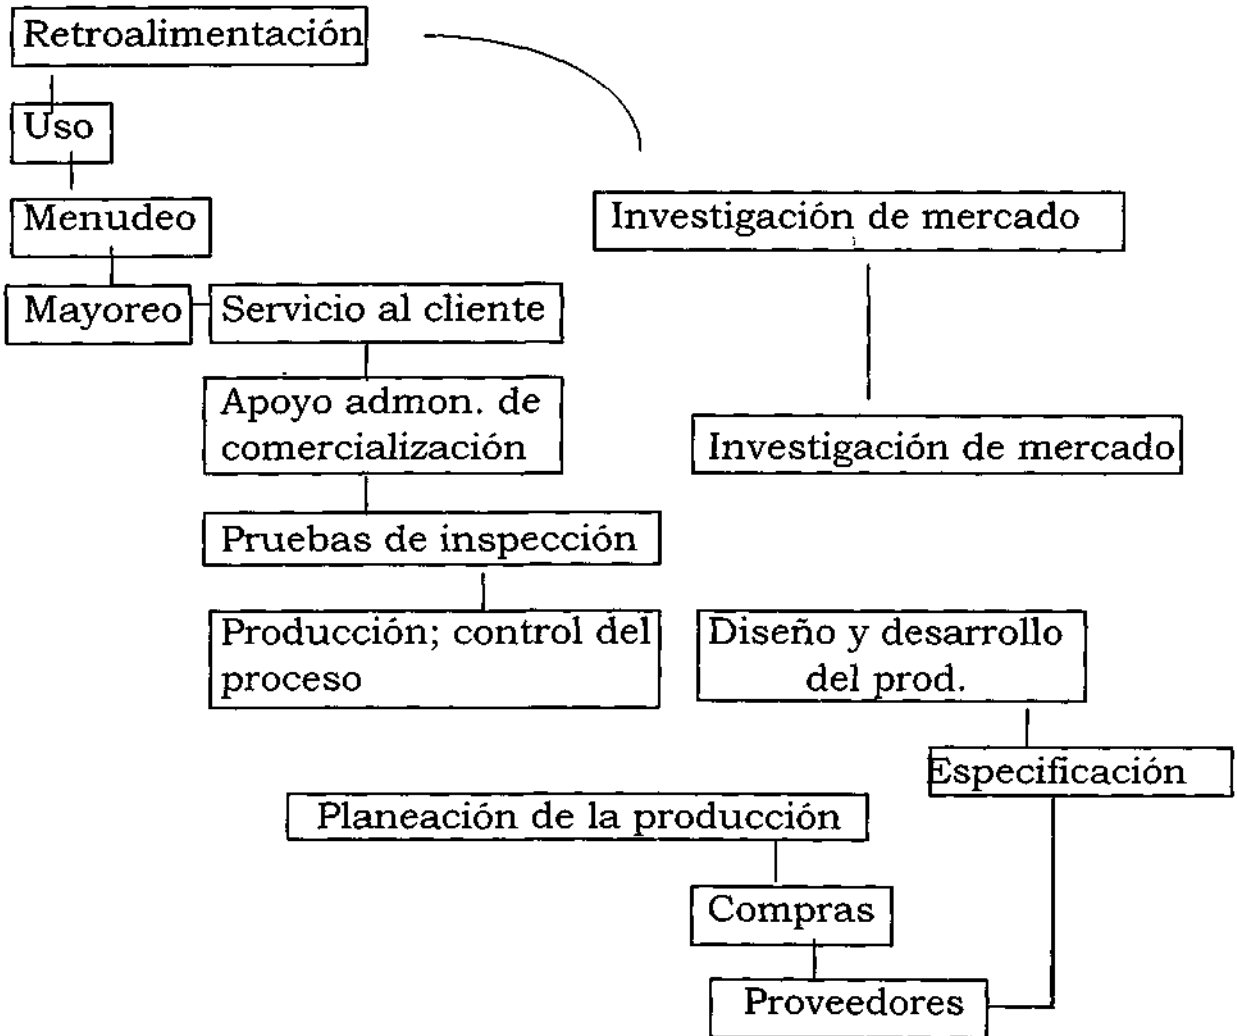 Retroalimentación
Uso
Menudeo
Investigación de mercado
Mayoreo
Servicio al cliente
Apoyo admon. de
comercialización
Investigación de mercado
Pruebas de inspección
Producción; control del
proceso
Diseño y desarrollo
del prod.
Especificación
Planeación de la producción
Compras
Proveedores